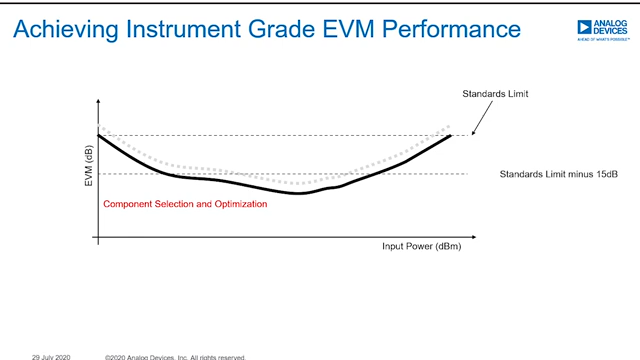 Achieving Instrument Grade EVM Performance
ANALOG
DEVICES
AHEAD OF WHAT'S POSSIBLE™
Standards Limit
EVM (dB)
Standards Limit minus 15dB
Component Selection and Optimization
Input Power (dBm)
29 July 2020
©2020 Analog Devices, Inc. All rights reserved.